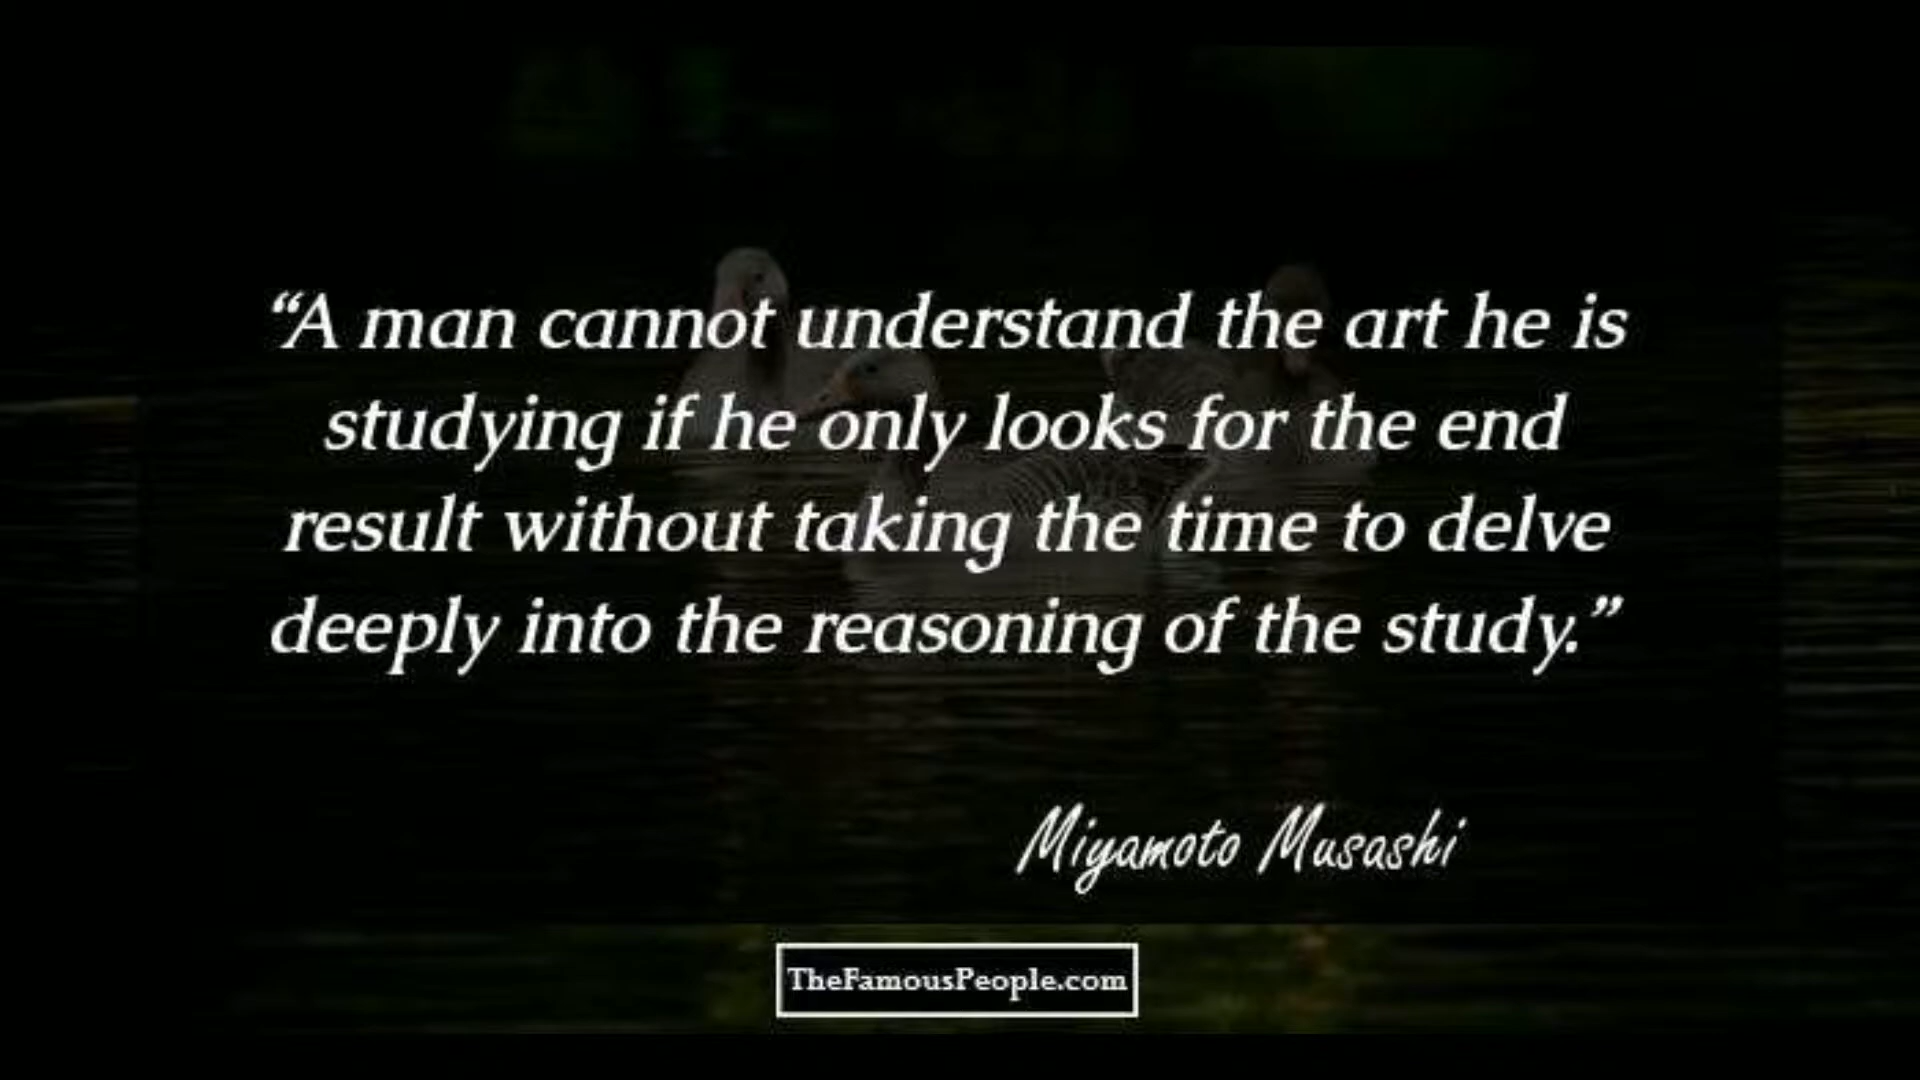 “A man cannot understand the art he is
studying if he only looks for the end
result without taking the time to delve
deeply into the reasoning of the study.”
Miyamoto Musashi
TheFamousPeople.com